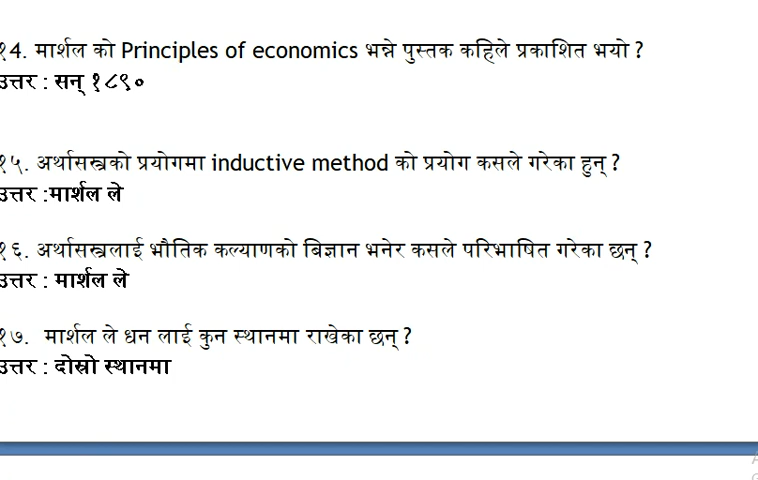 १4. मार्शल को Principles of economics भन्ने पुस्तक कहिले प्रकाशित भयो ?
उत्तर : सन् १८९०
१५. अर्थासस्त्रको प्रयोगमा inductive method को प्रयोग कसले गरेका हुन् ?
उत्तर :मार्शल ले
१६. अर्थासस्त्रलाई भौतिक कल्याणको बिज्ञान भनेर कसले परिभाषित गरेका छन् ?
उत्तर : मार्शल ले
१७. मार्शल ले धन लाई कुन स्थानमा राखेका छन् ?
उत्तर : दोस्रो स्थानमा